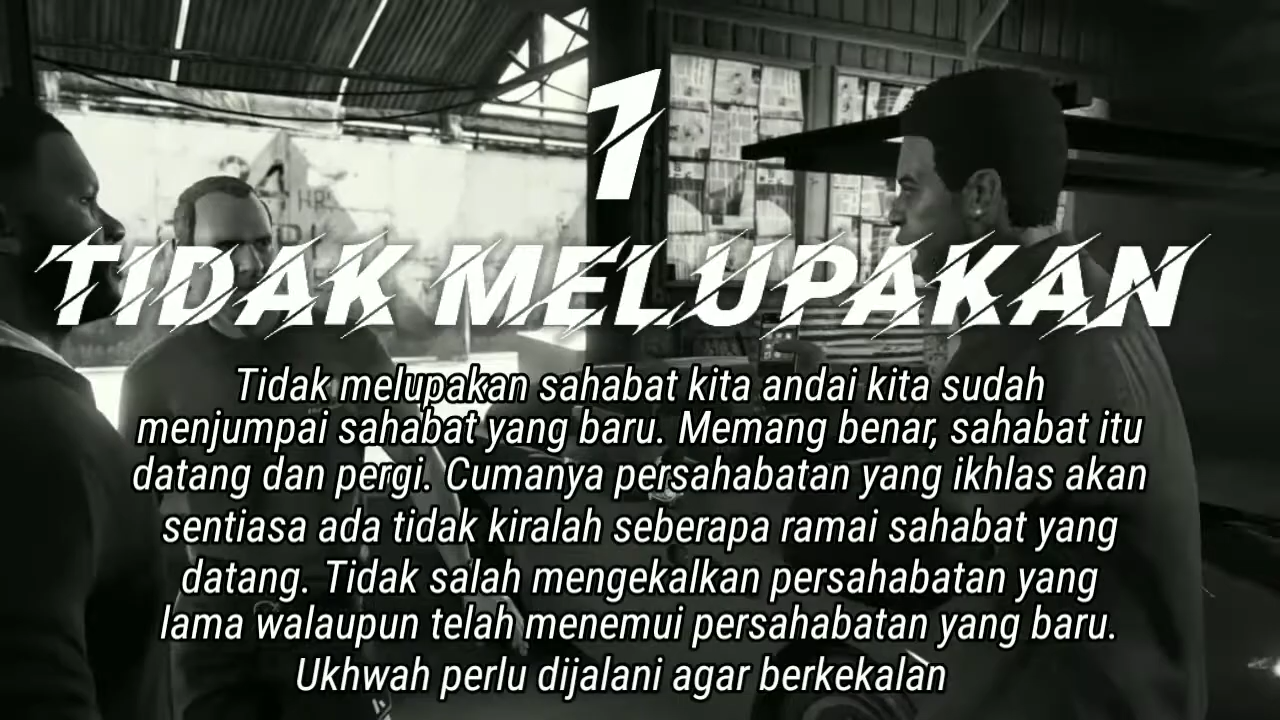 1
TIDAK MELUPAKAN
Tidak melupakan sahabat kita andai kita sudah
menjumpai sahabat yang baru. Memang benar, sahabat itu
datang dan pergi. Cumanya persahabatan yang ikhlas akan
sentiasa ada tidak kiralah seberapa ramai sahabat yang
datang. Tidak salah mengekalkan persahabatan yang
lama walaupun telah menemui persahabatan yang baru.
Ukhwah perlu dijalani agar berkekalan